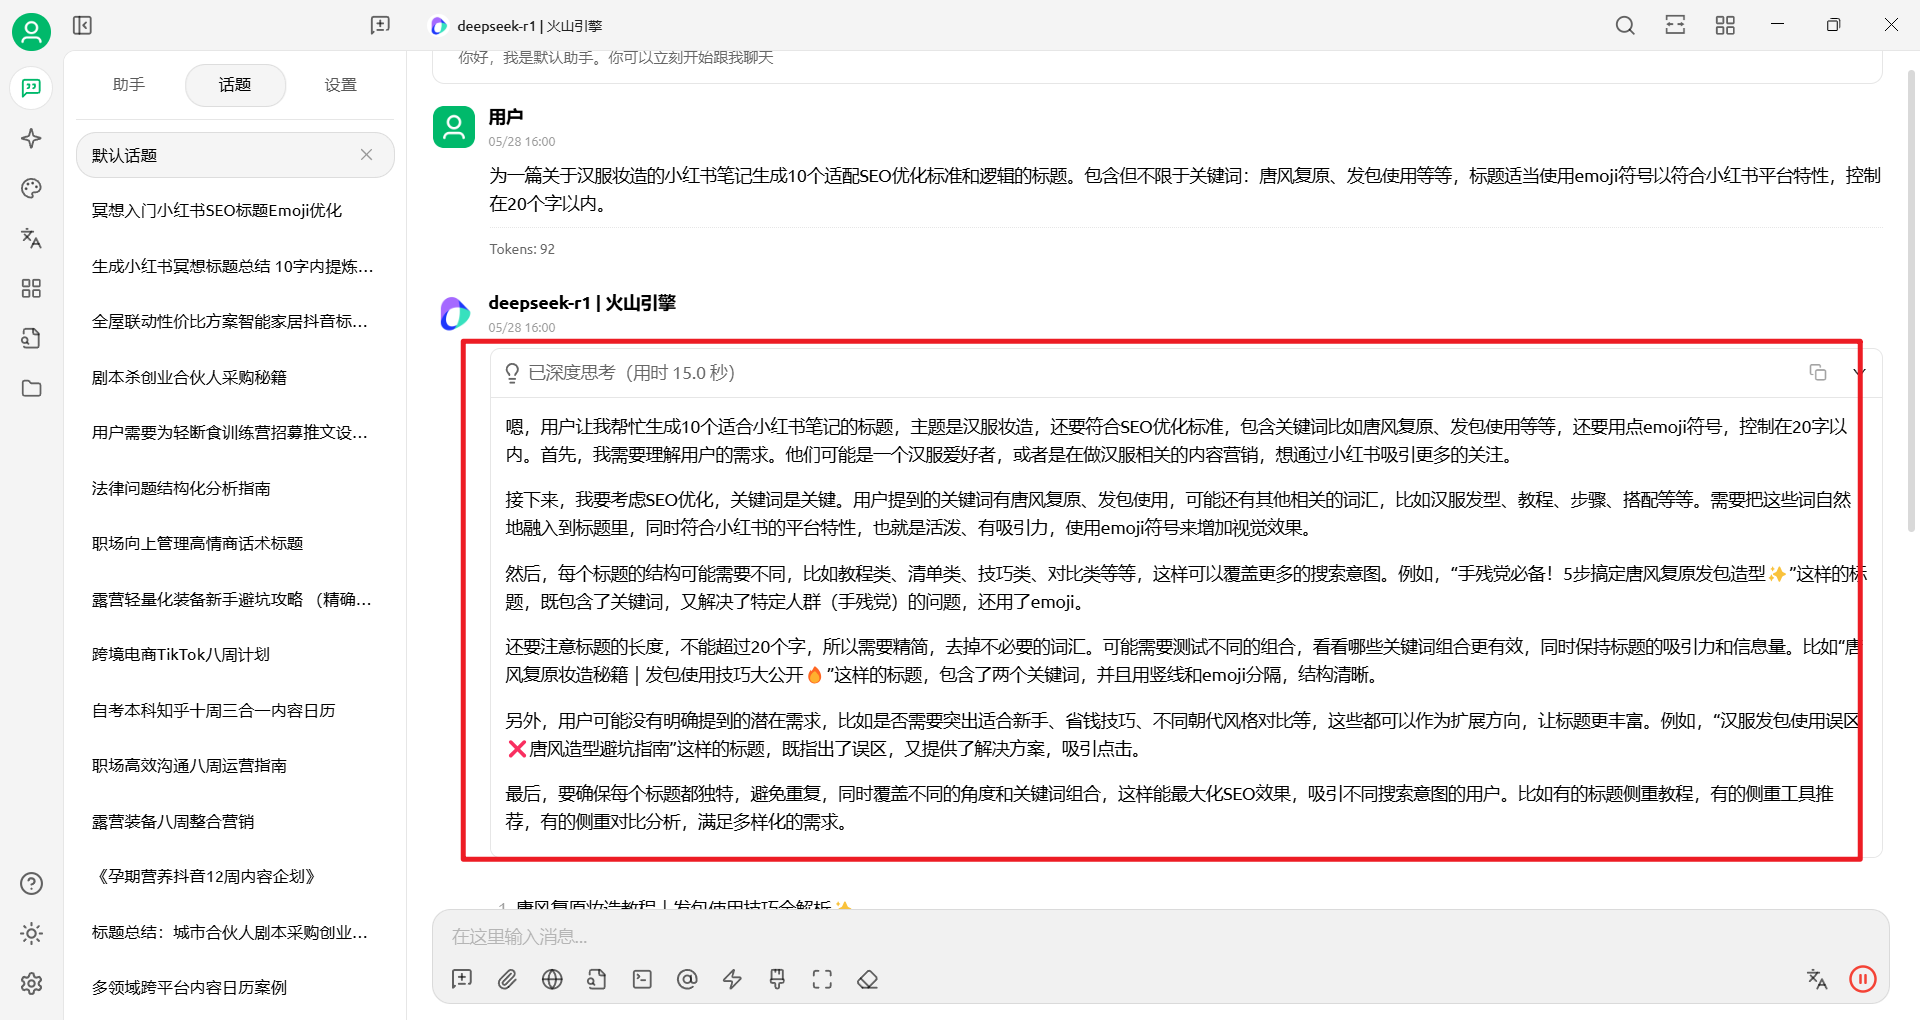 deepseek-r1 | 火山引擎
助手
话题
设置
默认话题
冥想入门小红书SEO标题Emoji优化
生成小红书冥想标题总结 10字内提炼...
全屋联动性价比方案智能家居抖音标...
剧本杀创业合伙人采购秘籍
用户需要为轻断食训练营招募推文设...
法律问题结构化分析指南
职场向上管理高情商话术标题
露营轻量化装备新手避坑攻略 （精确...
跨境电商TikTok八周计划
自考本科知乎十周三合一内容日历
职场高效沟通八周运营指南
露营装备八周整合营销
《孕期营养抖音12周内容企划》
标题总结：城市合伙人剧本采购创业...
多领域跨平台内容日历案例
你好，我是默认助手。你可以立刻开始跟我聊天
用户
05/28 16:00
为一篇关于汉服妆造的小红书笔记生成10个适配SEO优化标准和逻辑的标题。包含但不限于关键词：唐风复原、发包使用等等，标题适当使用emoji符号以符合小红书平台特性，控制
在20个字以内。
Tokens: 92
deepseek-r1 | 火山引擎
05/28 16:00
已深度思考（用时 15.0 秒）
嗯，用户让我帮忙生成10个适合小红书笔记的标题，主题是汉服妆造，还要符合SEO优化标准，包含关键词比如唐风复原、发包使用等等，还要用点emoji符号，控制在20字以
内。首先，我需要理解用户的需求。他们可能是一个汉服爱好者，或者是在做汉服相关的内容营销，想通过小红书吸引更多的关注。
接下来，我要考虑SEO优化，关键词是关键。用户提到的关键词有唐风复原、发包使用，可能还有其他相关的词汇，比如汉服发型、教程、步骤、搭配等等。需要把这些词自然
地融入到标题里，同时符合小红书的平台特性，也就是活泼、有吸引力，使用emoji符号来增加视觉效果。
然后，每个标题的结构可能需要不同，比如教程类、清单类、技巧类、对比类等等，这样可以覆盖更多的搜索意图。例如，“手残党必备！5步搞定唐风复原发包造型✨”这样的标
题，既包含了关键词，又解决了特定人群（手残党）的问题，还用了emoji。
还要注意标题的长度，不能超过20个字，所以需要精简，去掉不必要的词汇。可能需要测试不同的组合，看看哪些关键词组合更有效，同时保持标题的吸引力和信息量。比如“唐
风复原妆造秘籍 | 发包使用技巧大公开🔥”这样的标题，包含了两个关键词，并且用竖线和emoji分隔，结构清晰。
另外，用户可能没有明确提到的潜在需求，比如是否需要突出适合新手、省钱技巧、不同朝代风格对比等，这些都可以作为扩展方向，让标题更丰富。例如，“汉服发包使用误区
❌唐风造型避坑指南”这样的标题，既指出了误区，又提供了解决方案，吸引点击。
最后，要确保每个标题都独特，避免重复，同时覆盖不同的角度和关键词组合，这样能最大化SEO效果，吸引不同搜索意图的用户。比如有的标题侧重教程，有的侧重工具推
荐，有的侧重对比分析，满足多样化的需求。
1. 唐风复原妆造教程 | 发包使用技巧全解析✨
在这里输入消息...